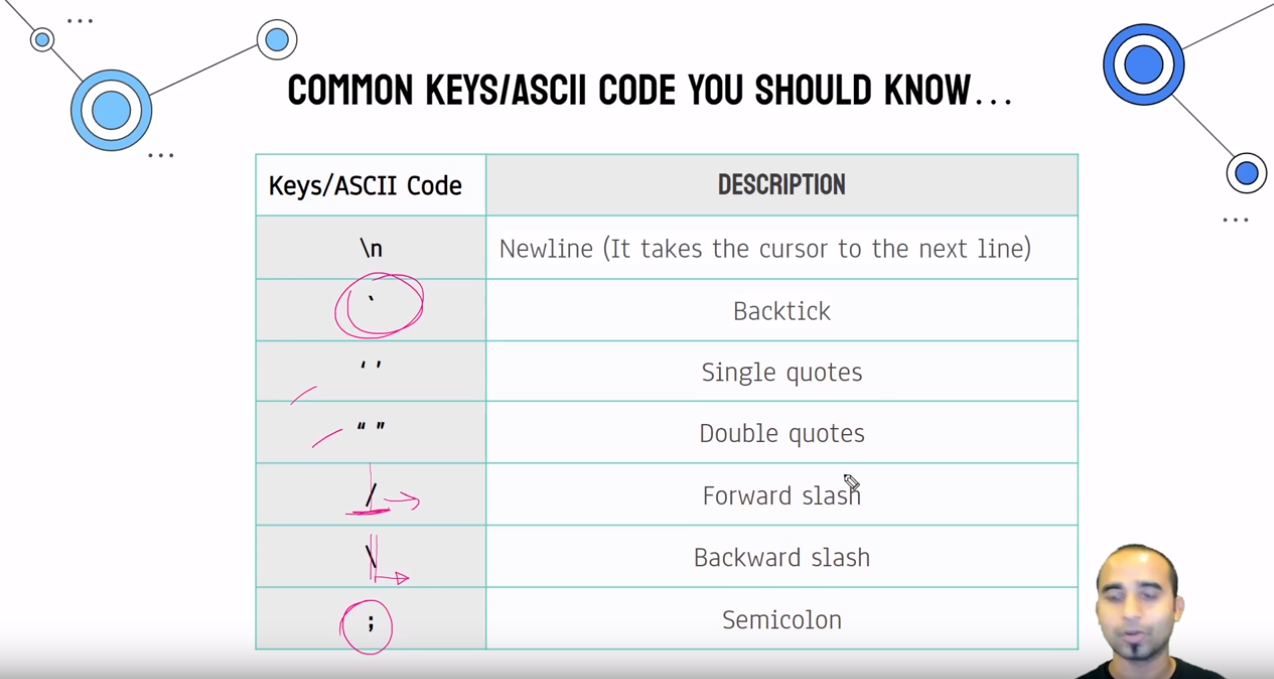 COMMON KEYS/ASCII CODE YOU SHOULD KNOW...
Keys/ASCII Code DESCRIPTION
\n Newline (It takes the cursor to the next line)
` Backtick
‘ ’ Single quotes
“ ” Double quotes
/ Forward slash
\ Backward slash
; Semicolon